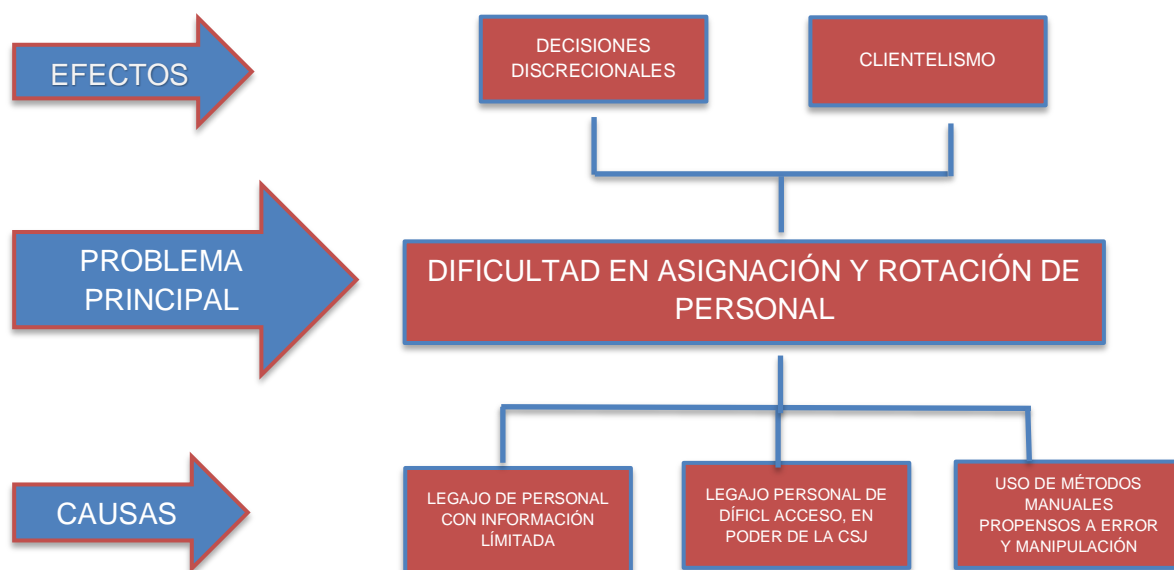 EFECTOS
DECISIONES
DISCRECIONALES
CLIENTELISMO
PROBLEMA
PRINCIPAL
DIFICULTAD EN ASIGNACIÓN Y ROTACIÓN DE
PERSONAL
CAUSAS
LEGAJO DE PERSONAL
CON INFORMACIÓN
LÍMITADA
LEGAJO PERSONAL DE
DÍFICL ACCESO, EN
PODER DE LA CSJ
USO DE MÉTODOS
MANUALES
PROPENSOS A ERROR
Y MANIPULACIÓN